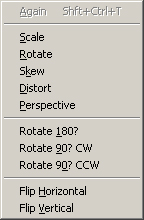 Again Shft+Ctrl+T
Scale
Rotate
Skew
Distort
Perspective
Rotate 180?
Rotate 90? CW
Rotate 90? CCW
Flip Horizontal
Flip Vertical